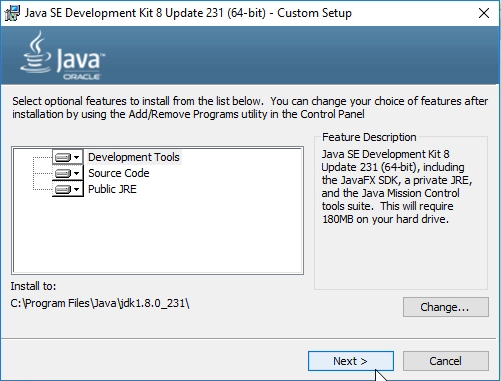 Java SE Development Kit 8 Update 231 (64-bit) - Custom Setup
Java
ORACLE
Select optional features to install from the list below. You can change your choice of features after
installation by using the Add/Remove Programs utility in the Control Panel
Development Tools
Source Code
Public JRE
Feature Description
Java SE Development Kit 8
Update 231 (64-bit), including
the JavaFX SDK, a private JRE,
and the Java Mission Control
tools suite. This will require
180MB on your hard drive.
Install to:
C:\Program Files\Java\jdk1.8.0_231\
Change...
Next >
Cancel